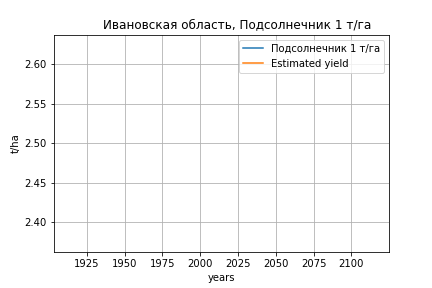 Ивановская область, Подсолнечник 1 т/га
Подсолнечник 1 т/га
Estimated yield
2.60
2.55
2.50
2.45
2.40
t/ha
1925 1950 1975 2000 2025 2050 2075 2100
years